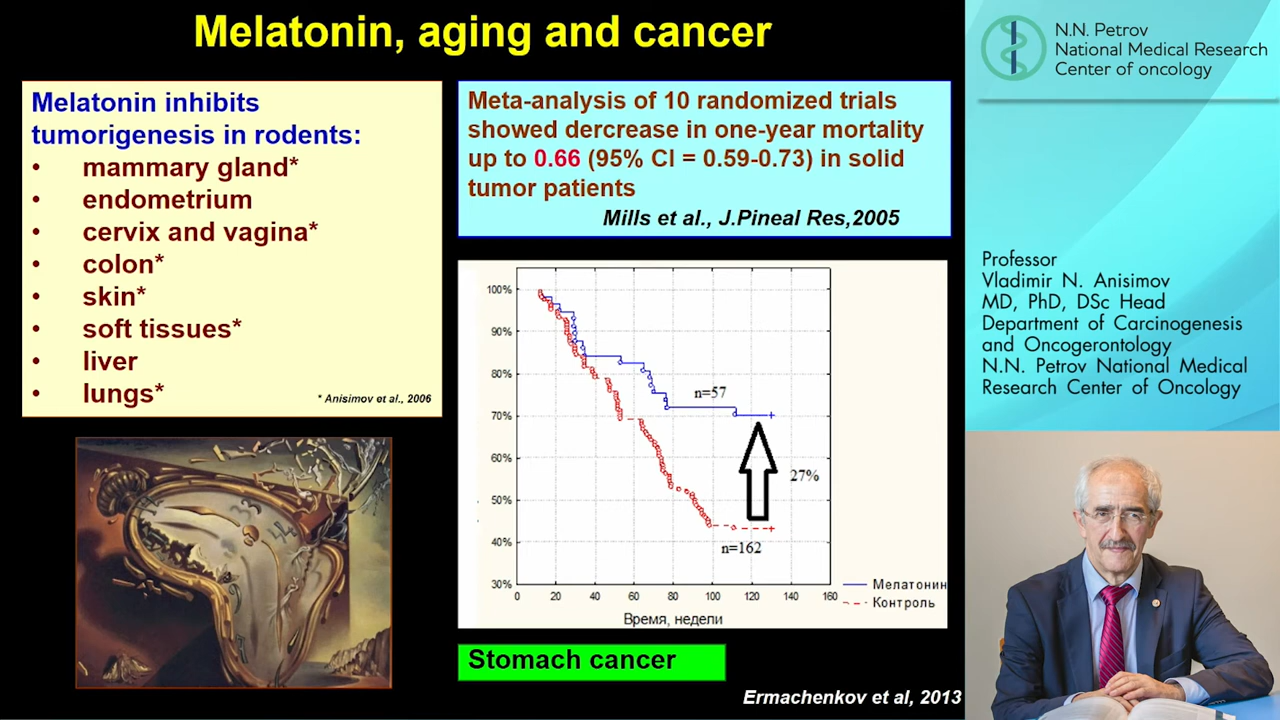 Melatonin, aging and cancer
Melatonin inhibits
tumorigenesis in rodents:
• mammary gland*
• endometrium
• cervix and vagina*
• colon*
• skin*
• soft tissues*
• liver
• lungs*
* Anisimov et al., 2006
Meta-analysis of 10 randomized trials
showed dercrease in one-year mortality
up to 0.66 (95% CI = 0.59-0.73) in solid
tumor patients
Mills et al., J.Pineal Res,2005
100%
90%
80%
70%
60%
50%
40%
30%
0 20 40 60 80 100 120 140 160
n=57
27%
n=162
Время, недели
Мелатонин
Контроль
Stomach cancer
Ermachenkov et al, 2013
N.N. Petrov
National Medical Research
Center of oncology
Professor
Vladimir N. Anisimov
MD, PhD, DSc Head
Department of Carcinogenesis
and Oncogerontology
N.N. Petrov National Medical
Research Center of Oncology